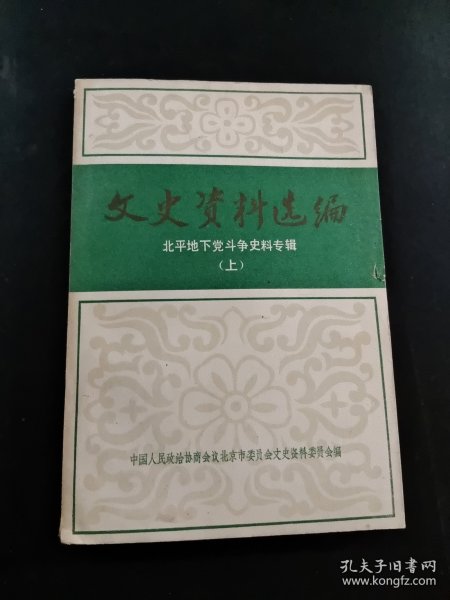 文史资料选编
北平地下党斗争史料专辑
（上）
中国人民政治协商会议北京市委员会文史资料委员会编
孔夫子旧书网
www.kongfz.com